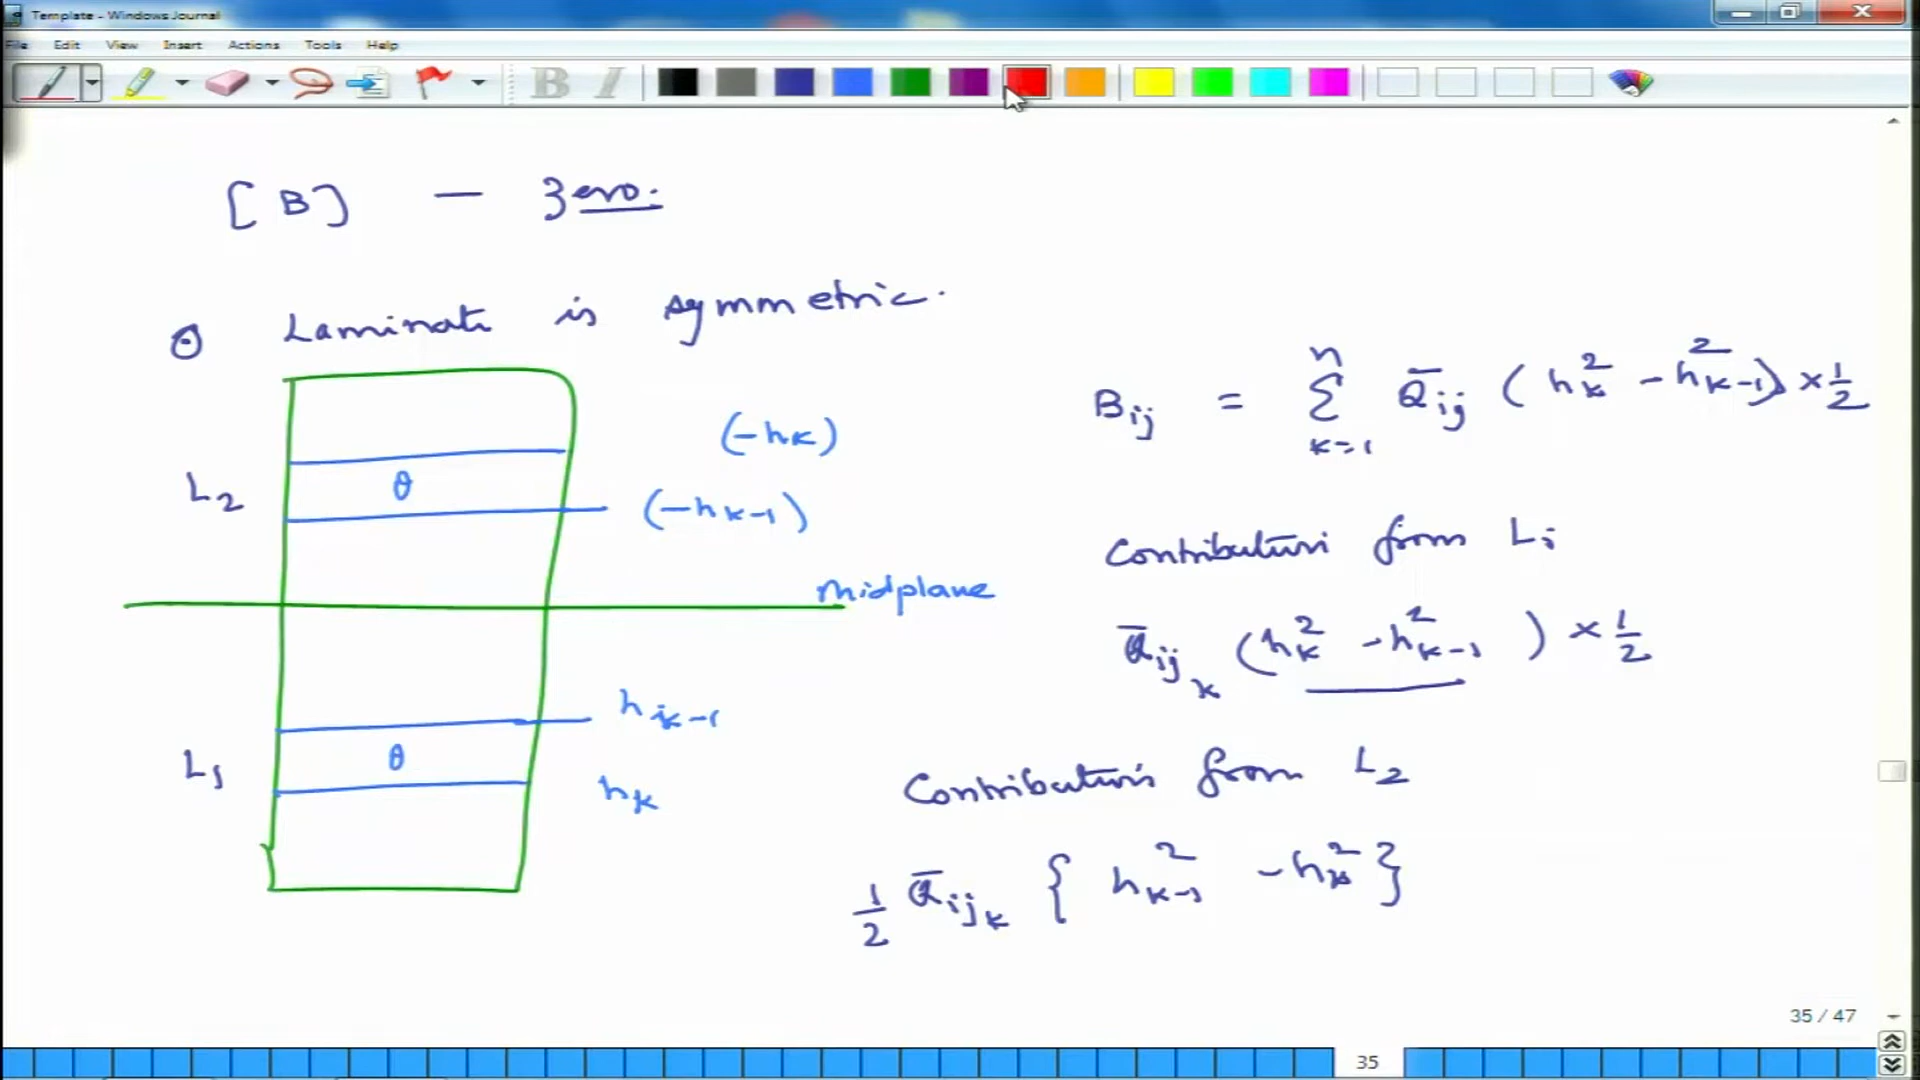 Template - Windows Journal
File Edit View Insert Actions Tools Help
B I
[B] — Zero.
⊙ Laminate is symmetric.
(-hk)
L2 θ (-hk-1)
midplane
hk-1
L1 θ
hk
Bij = Σ n k=1 Q̄ij (hk² - hk-1²) × 1/2
Contribution from L1
Q̄ijk (hk² - hk-1²) × 1/2
Contribution from L2
1/2 Q̄ijk { hk-1² - hk² }
35 / 47
35